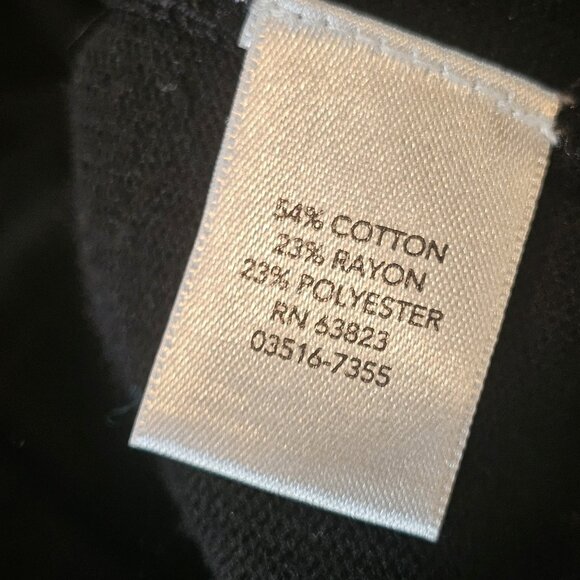 54% COTTON
23% RAYON
23% POLYESTER
RN 63823
03516-7355